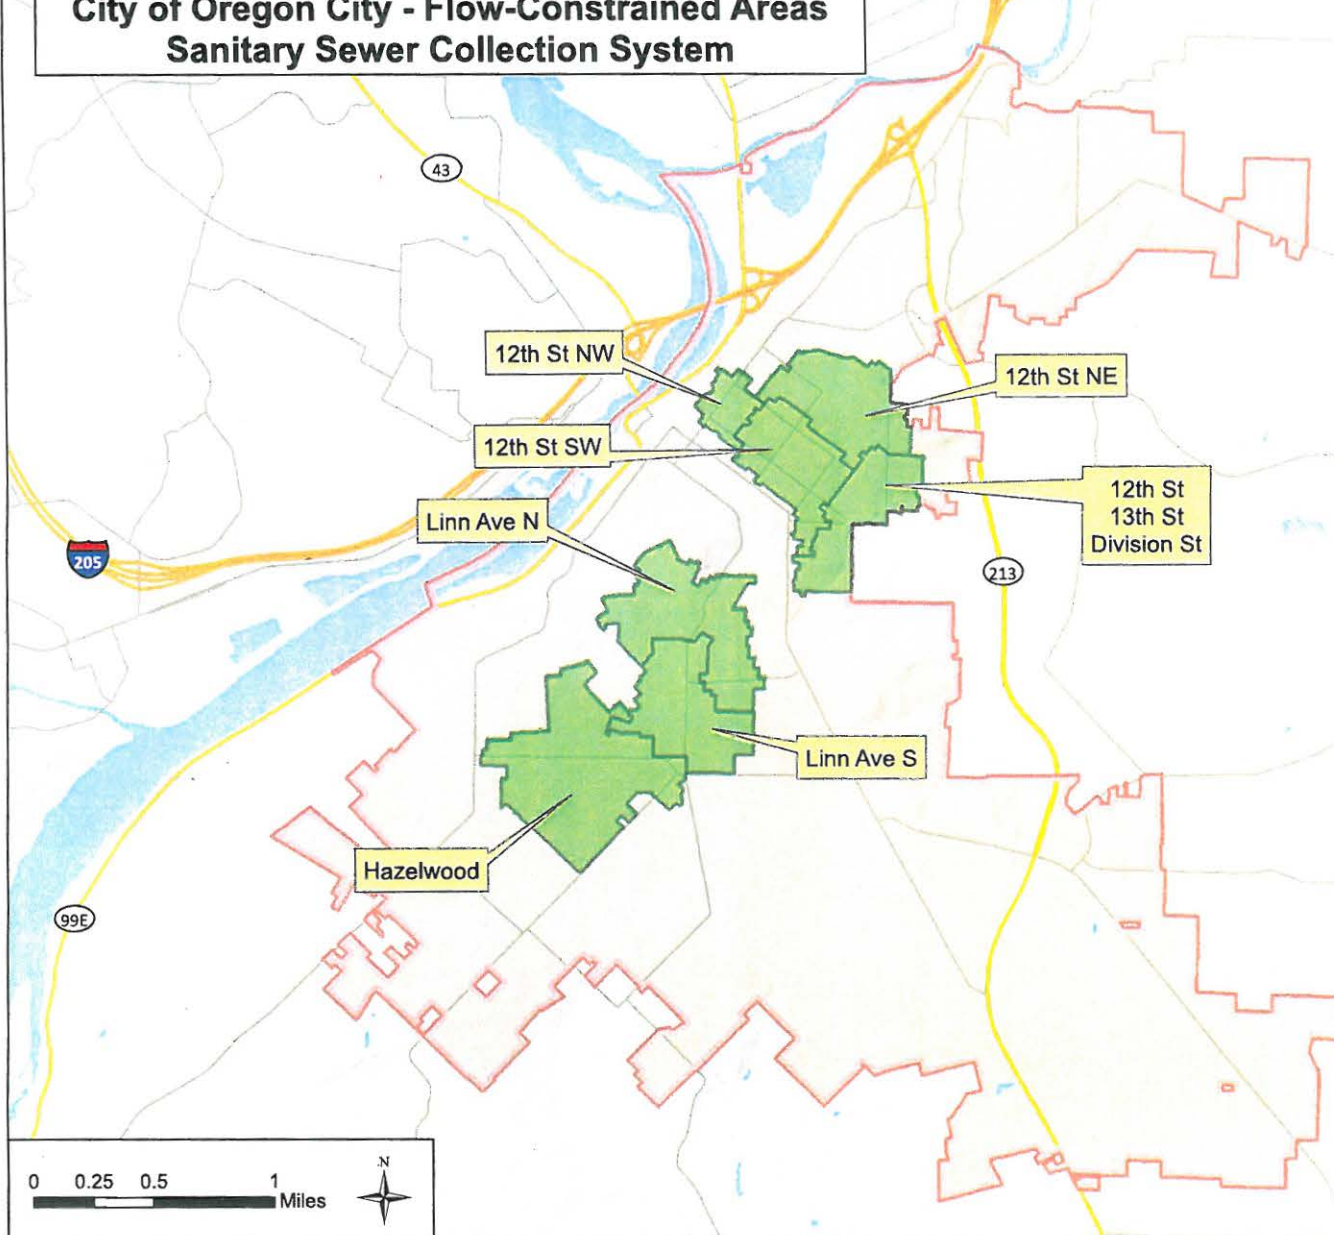 City of Oregon City - Flow-Constrained Areas
Sanitary Sewer Collection System
43
12th St NW
12th St NE
12th St SW
12th St
13th St
Division St
Linn Ave N
205
213
Linn Ave S
Hazelwood
99E
0 0.25 0.5 1
Miles
N